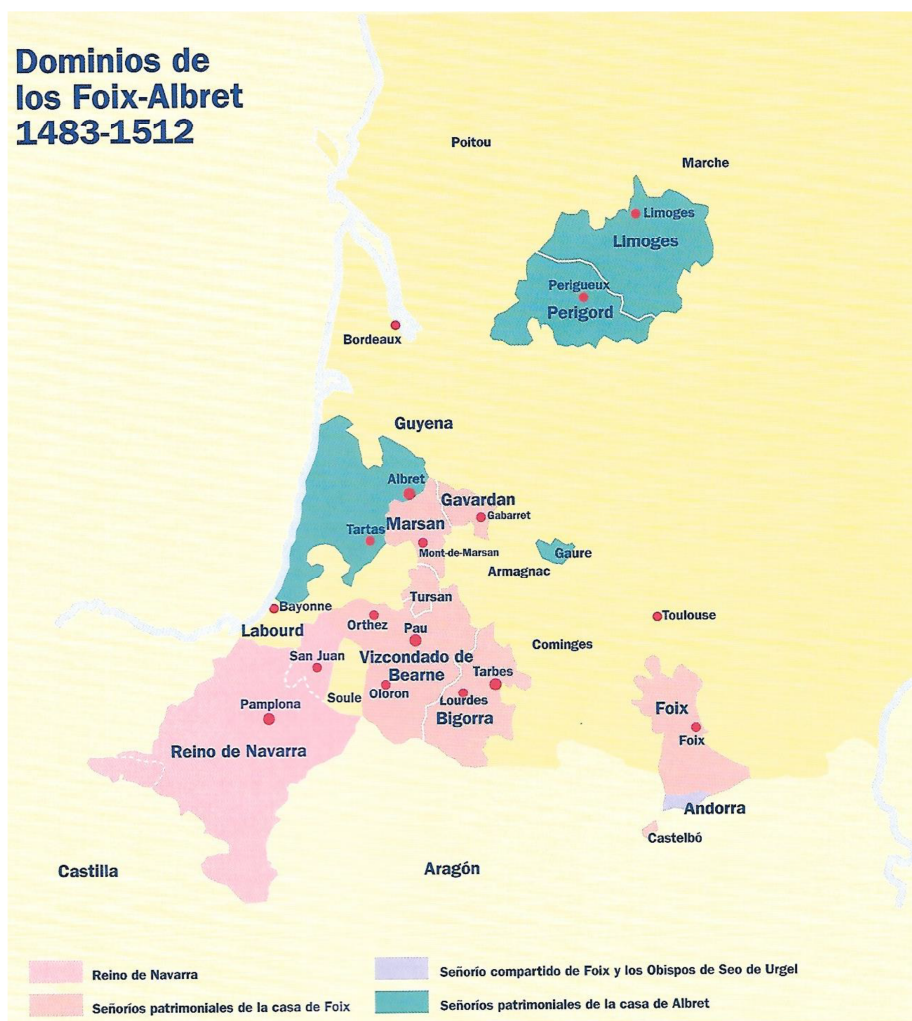 Dominios de
los Foix-Albret
1483-1512
Poitou
Marche
Limoges
Limoges
Perigueux
Perigord
Bordeaux
Guyena
Albret
Gavardan
Gabarret
Marsan
Tartas
Mont-de-Marsan
Gaure
Armagnac
Tursan
Bayonne
Labourd
Orthez
Pau
Toulouse
San Juan
Vizcondado de
Bearne
Cominges
Tarbes
Soule
Oloron
Lourdes
Bigorra
Pamplona
Foix
Foix
Reino de Navarra
Andorra
Castelbó
Castilla
Aragón
Reino de Navarra
Señoríos patrimoniales de la casa de Foix
Señorío compartido de Foix y los Obispos de Seo de Urgel
Señoríos patrimoniales de la casa de Albret